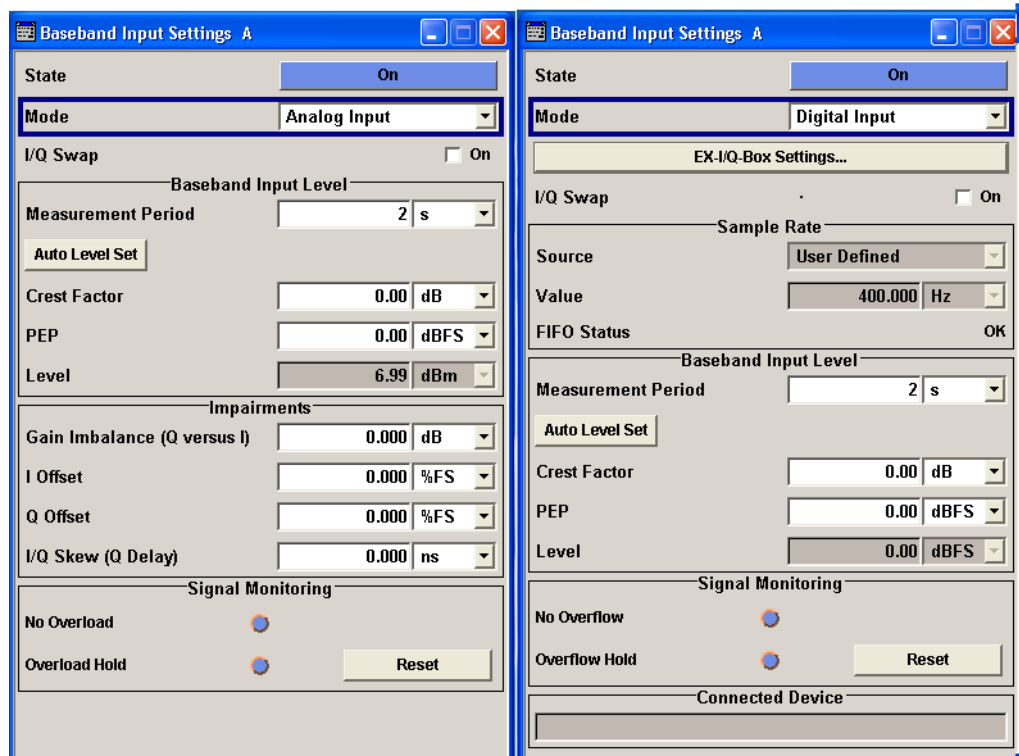 Baseband Input Settings A
State On
Mode Analog Input
I/Q Swap On
Baseband Input Level
Measurement Period 2 s
Auto Level Set
Crest Factor 0.00 dB
PEP 0.00 dBFS
Level 6.99 dBm
Impairments
Gain Imbalance (Q versus I) 0.000 dB
I Offset 0.000 %FS
Q Offset 0.000 %FS
I/Q Skew (Q Delay) 0.000 ns
Signal Monitoring
No Overload
Overload Hold Reset
Baseband Input Settings A
State On
Mode Digital Input
EX-I/Q-Box Settings...
I/Q Swap On
Sample Rate
Source User Defined
Value 400.000 Hz
FIFO Status OK
Baseband Input Level
Measurement Period 2 s
Auto Level Set
Crest Factor 0.00 dB
PEP 0.00 dBFS
Level 0.00 dBFS
Signal Monitoring
No Overflow
Overflow Hold Reset
Connected Device